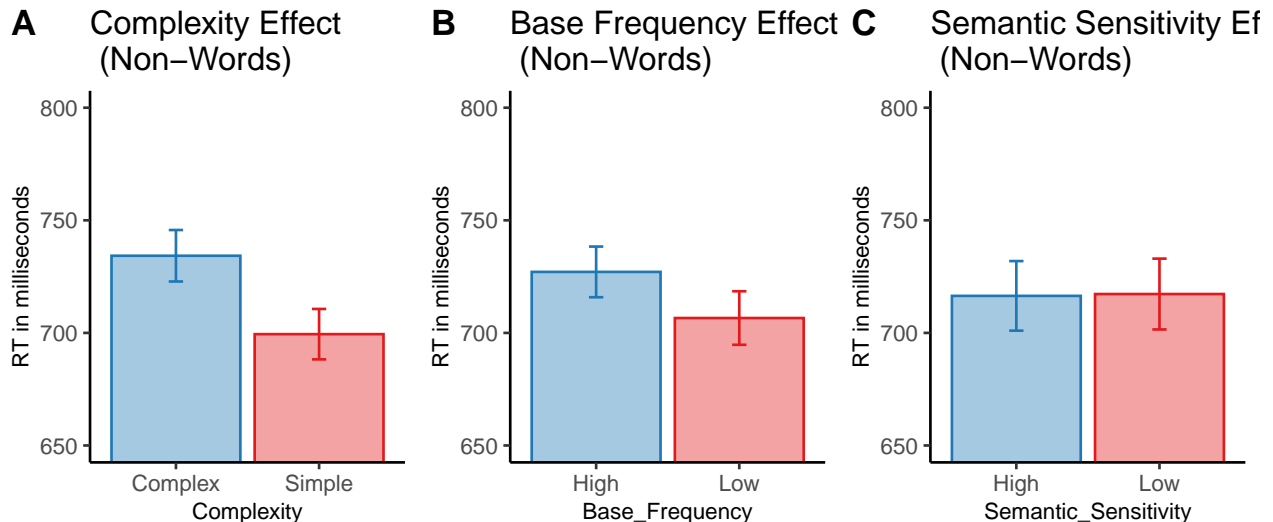 A
Complexity Effect
(Non−Words)
800
750
700
650
RT in milliseconds
Complex Simple
Complexity
B
Base Frequency Effect
(Non−Words)
800
750
700
650
RT in milliseconds
High Low
Base_Frequency
C
Semantic Sensitivity Ef
(Non−Words)
800
750
700
650
RT in milliseconds
High Low
Semantic_Sensitivity